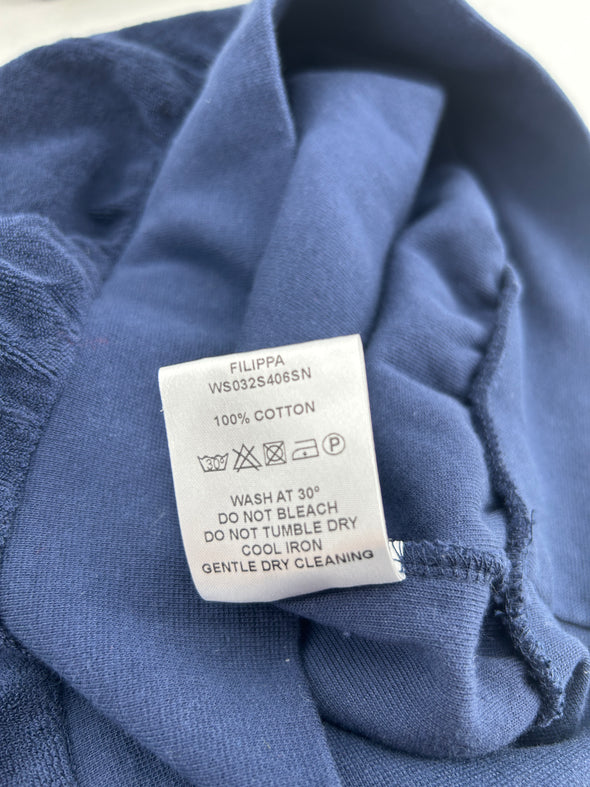 FILIPPA
WS032S406SN
100% COTTON
30° P
WASH AT 30°
DO NOT BLEACH
DO NOT TUMBLE DRY
COOL IRON
GENTLE DRY CLEANING